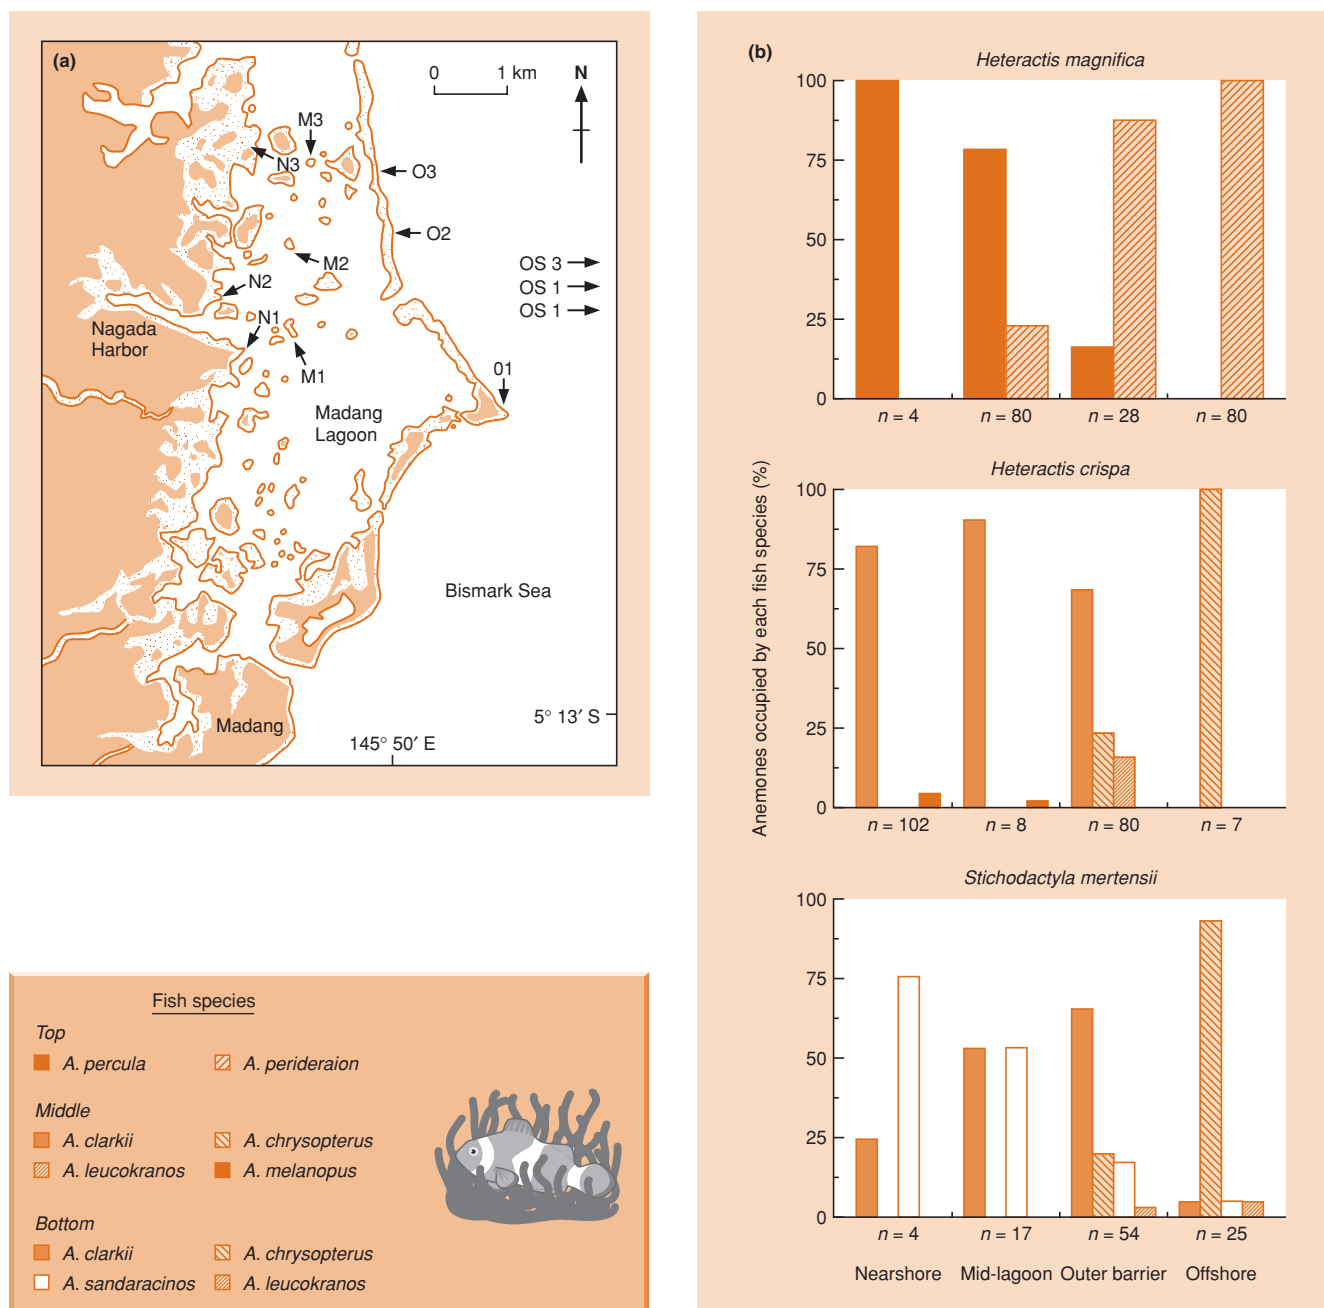 (a)
0 1 km
N
M3
N3
O3
O2
M2
OS 3
OS 1
OS 1
N2
N1
Nagada
Harbor
M1
01
Madang
Lagoon
Bismark Sea
5° 13′ S
Madang
145° 50′ E
Fish species
Top
A. percula A. perideraion
Middle
A. clarkii A. chrysopterus
A. leucokranos A. melanopus
Bottom
A. clarkii A. chrysopterus
A. sandaracinos A. leucokranos
(b)
Anemones occupied by each fish species (%)
Heteractis magnifica
100
75
50
25
0
n = 4 n = 80 n = 28 n = 80
Heteractis crispa
100
75
50
25
0
n = 102 n = 8 n = 80 n = 7
Stichodactyla mertensii
100
75
50
25
0
n = 4 n = 17 n = 54 n = 25
Nearshore Mid-lagoon Outer barrier Offshore